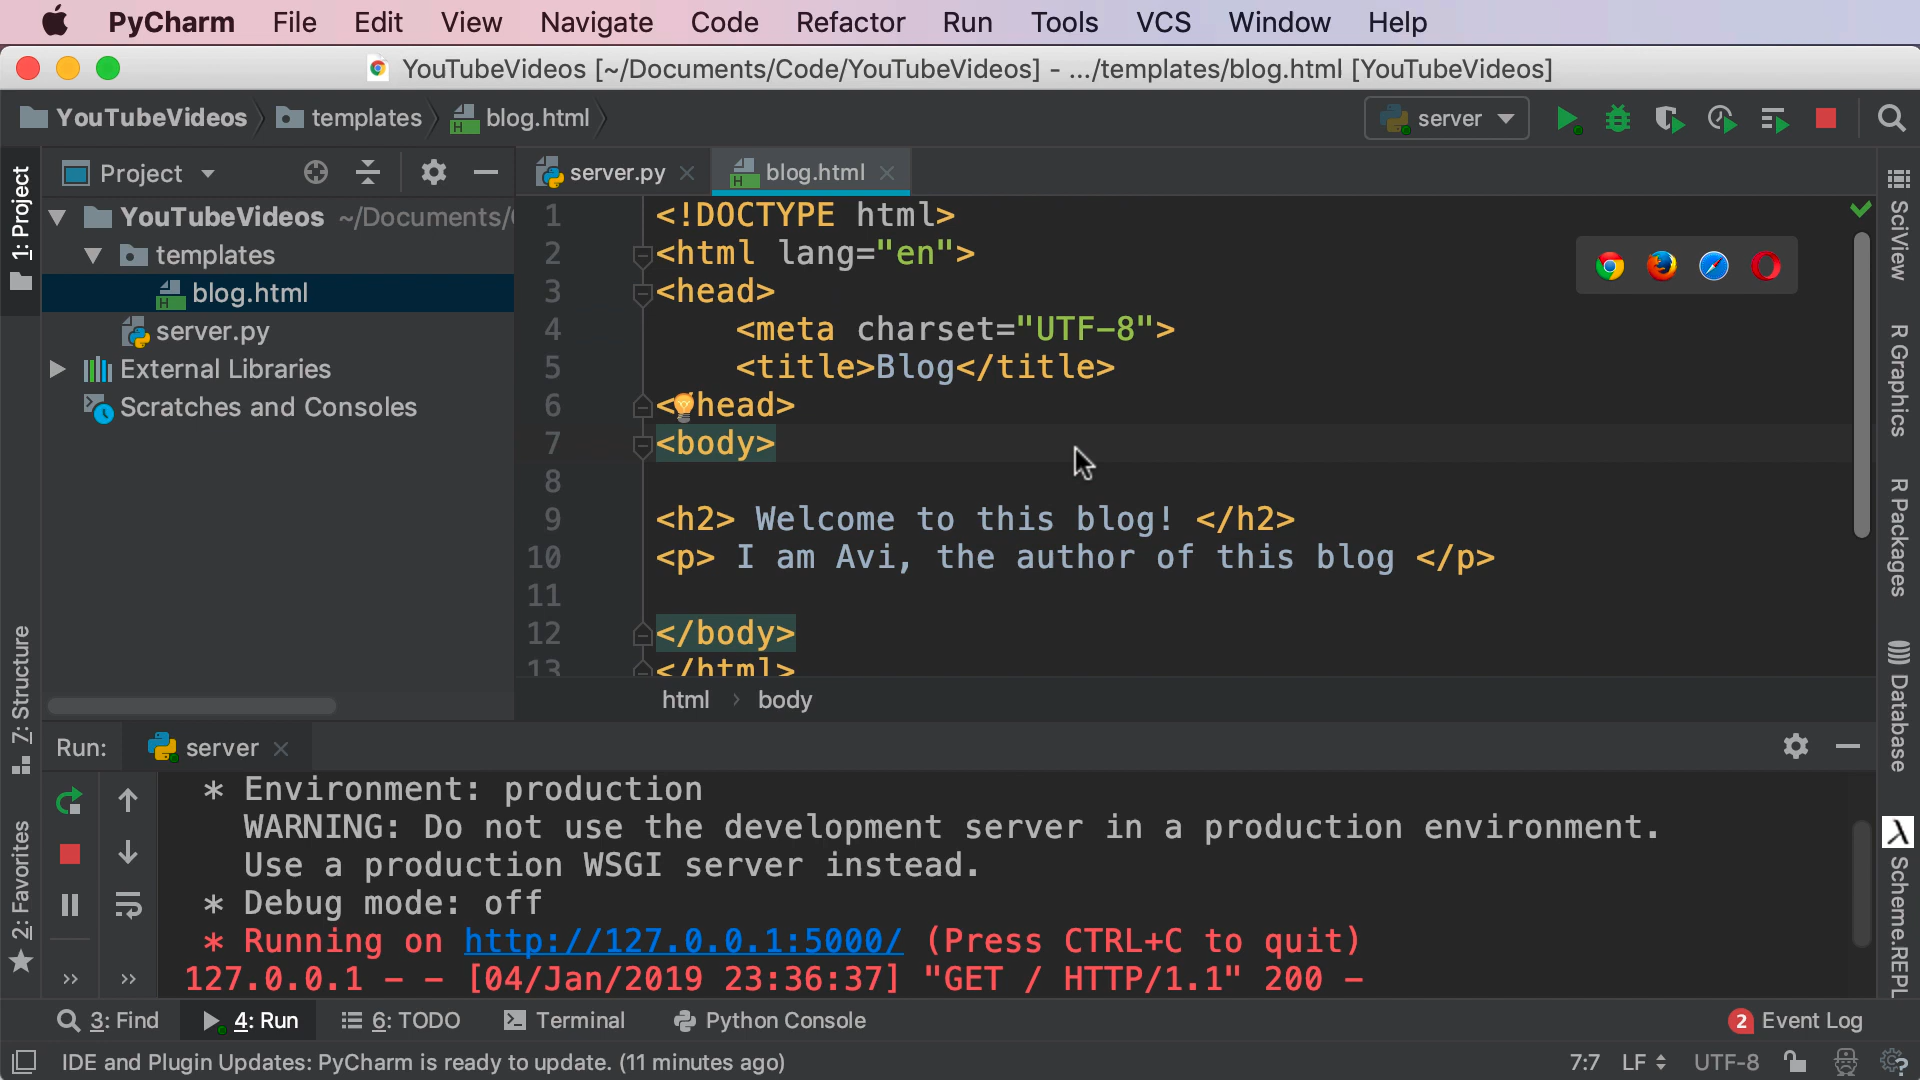 PyCharm File Edit View Navigate Code Refactor Run Tools VCS Window Help
YouTubeVideos [~/Documents/Code/YouTubeVideos] - .../templates/blog.html [YouTubeVideos]
YouTubeVideos templates blog.html server
1: Project
Project
YouTubeVideos ~/Documents/
templates
blog.html
server.py
External Libraries
Scratches and Consoles
7: Structure
2: Favorites
server.py blog.html
1 <!DOCTYPE html>
2 <html lang="en">
3 <head>
4 <meta charset="UTF-8">
5 <title>Blog</title>
6 <head>
7 <body>
8
9 <h2> Welcome to this blog! </h2>
10 <p> I am Avi, the author of this blog </p>
11
12 </body>
13 </html>
html body
SciView
R Graphics
R Packages
Database
Scheme.REPL
Run: server
* Environment: production
WARNING: Do not use the development server in a production environment.
Use a production WSGI server instead.
* Debug mode: off
* Running on http://127.0.0.1:5000/ (Press CTRL+C to quit)
127.0.0.1 - - [04/Jan/2019 23:36:37] "GET / HTTP/1.1" 200 -
3: Find 4: Run 6: TODO Terminal Python Console 2 Event Log
IDE and Plugin Updates: PyCharm is ready to update. (11 minutes ago) 7:7 LF UTF-8